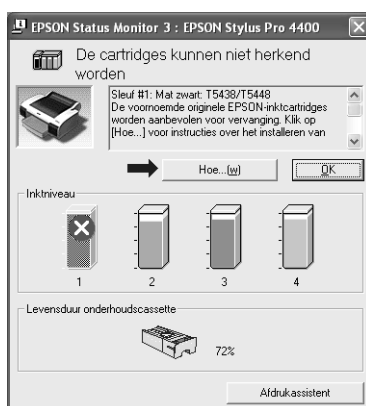 EPSON Status Monitor 3 : EPSON Stylus Pro 4400
De cartridges kunnen niet herkend
worden
Sleuf #1: Mat zwart: T5438/T5448
De voornoemde originele EPSON-inktcartridges
worden aanbevolen voor vervanging. Klik op
[Hoe...] voor instructies over het installeren van
Hoe...(w)
OK
Inktniveau
1 2 3 4
Levensduur onderhoudscassette
72%
Afdrukassistent